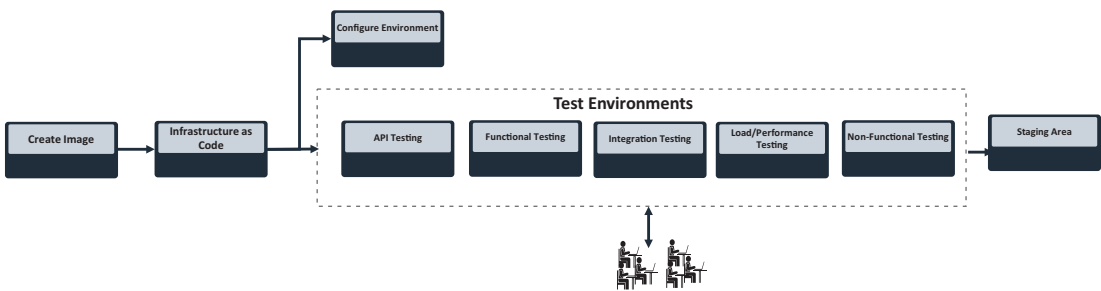 Configure Environment
Test Environments
Create Image
Infrastructure as
Code
API Testing
Functional Testing
Integration Testing
Load/Performance
Testing
Non-Functional Testing
Staging Area